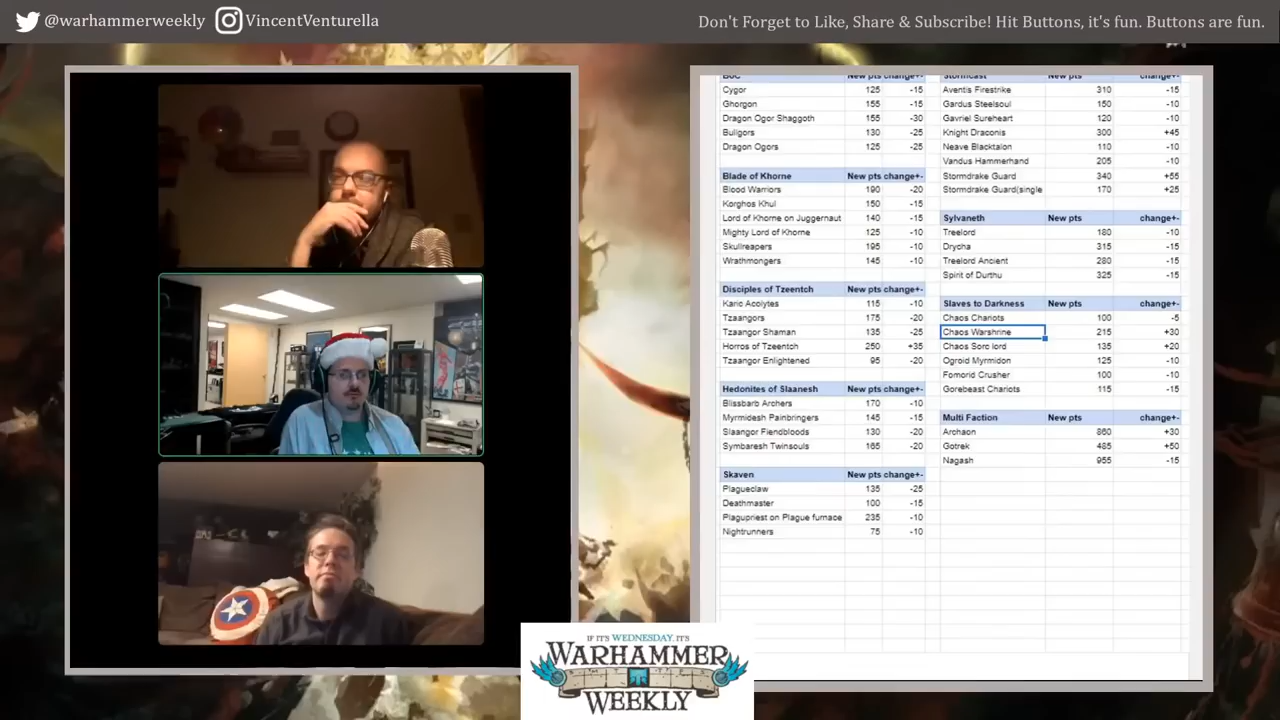 @warhammerweekly VincentVenturella
Don't Forget to Like, Share & Subscribe! Hit Buttons, it's fun. Buttons are fun.
BoC New pts change+-
Cygor 125 -15
Ghorgon 155 -15
Dragon Ogor Shaggoth 155 -30
Bullgors 130 -25
Dragon Ogors 125 -25
Blade of Khorne New pts change+-
Blood Warriors 190 -20
Korghos Khul 150 -15
Lord of Khorne on Juggernaut 140 -15
Mighty Lord of Khorne 125 -10
Skullreapers 195 -10
Wrathmongers 145 -10
Disciples of Tzeentch New pts change+-
Karic Acolytes 115 -10
Tzaangors 175 -20
Tzaangor Shaman 135 -25
Horros of Tzeentch 250 +35
Tzaangor Enlightened 95 -20
Hedonites of Slaanesh New pts change+-
Blissbarb Archers 170 -10
Myrmidesh Painbringers 145 -15
Slaangor Fiendbloods 130 -20
Symbaresh Twinsouls 165 -20
Skaven New pts change+-
Plagueclaw 135 -25
Deathmaster 100 -15
Plagupriest on Plague furnace 235 -10
Nightrunners 75 -10
Stormcast New pts change+-
Aventis Firestrike 310 -15
Gardus Steelsoul 150 -10
Gavriel Sureheart 120 -10
Knight Draconis 300 +45
Neave Blacktalon 110 -10
Vandus Hammerhand 205 -10
Stormdrake Guard 340 +55
Stormdrake Guard(single 170 +25
Sylvaneth New pts change+-
Treelord 180 -10
Drycha 315 -15
Treelord Ancient 280 -15
Spirit of Durthu 325 -15
Slaves to Darkness New pts change+-
Chaos Chariots 100 -5
Chaos Warshrine 215 +30
Chaos Sorc lord 135 +20
Ogroid Myrmidon 125 -10
Fomorid Crusher 100 -10
Gorebeast Chariots 115 -15
Multi Faction New pts change+-
Archaon 860 +30
Gotrek 485 +50
Nagash 955 -15
IF IT'S WEDNESDAY, IT'S
WARHAMMER
WEEKLY